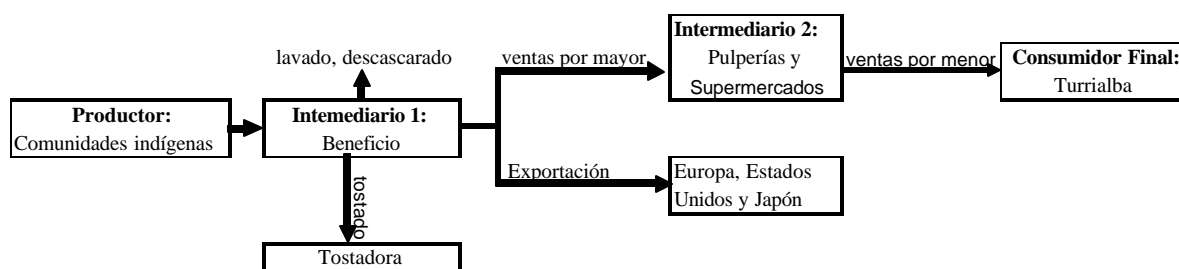 lavado, descascarado
ventas por mayor
Intermediario 2:
Pulperías y
Supermercados
ventas por menor
Consumidor Final:
Turrialba
Productor:
Comunidades indígenas
Intemediario 1:
Beneficio
Exportación
Europa, Estados
Unidos y Japón
tostado
Tostadora